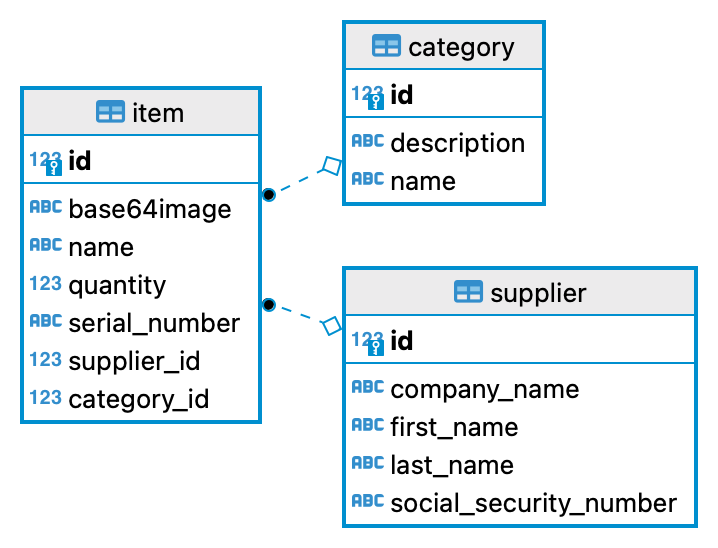 item
123 id
ABC base64image
ABC name
123 quantity
ABC serial_number
123 supplier_id
123 category_id
category
123 id
ABC description
ABC name
supplier
123 id
ABC company_name
ABC first_name
ABC last_name
ABC social_security_number